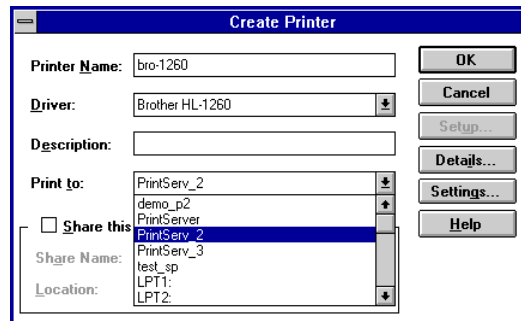 Create Printer
Printer Name: bro-1260
OK
Driver: Brother HL-1260
Cancel
Setup...
Description:
Details...
Print to: PrintServ_2
Settings...
demo_p2
PrintServer
Share this PrintServ_2
Help
PrintServ_3
Share Name: test_sp
LPT1:
Location: LPT2: